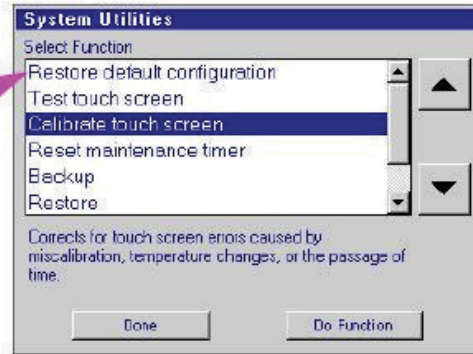 System Utilities
Select Function
Restore default configuration
Test touch screen
Calibrate touch screen
Reset maintenance timer
Backup
Restore
Corrects for touch screen errors caused by
miscalibration, temperature changes, or the passage of
time.
Done Do Function